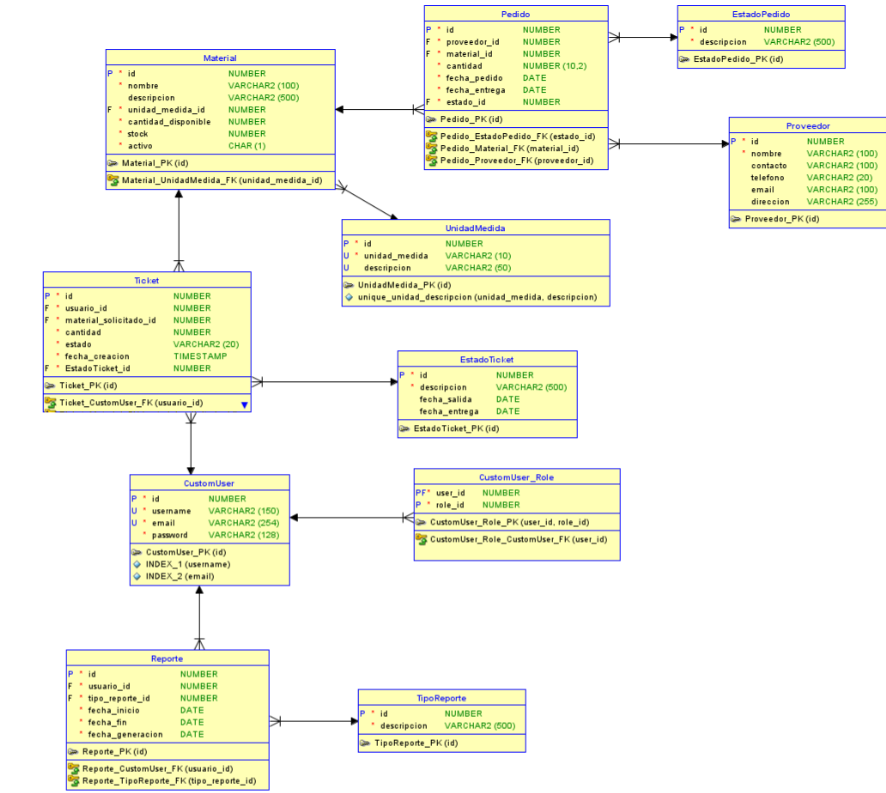 Pedido
P * id NUMBER
F * proveedor_id NUMBER
F * material_id NUMBER
* cantidad NUMBER (10,2)
* fecha_pedido DATE
* fecha_entrega DATE
F * estado_id NUMBER
Pedido_PK (id)
Pedido_EstadoPedido_FK (estado_id)
Pedido_Material_FK (material_id)
Pedido_Proveedor_FK (proveedor_id)
EstadoPedido
P * id NUMBER
* descripcion VARCHAR2 (500)
EstadoPedido_PK (id)
Material
P * id NUMBER
* nombre VARCHAR2 (100)
descripcion VARCHAR2 (500)
F * unidad_medida_id NUMBER
* cantidad_disponible NUMBER
* stock NUMBER
* activo CHAR (1)
Material_PK (id)
Material_UnidadMedida_FK (unidad_medida_id)
Proveedor
P * id NUMBER
* nombre VARCHAR2 (100)
contacto VARCHAR2 (100)
telefono VARCHAR2 (20)
email VARCHAR2 (100)
direccion VARCHAR2 (255)
Proveedor_PK (id)
UnidadMedida
P * id NUMBER
U * unidad_medida VARCHAR2 (10)
U descripcion VARCHAR2 (50)
UnidadMedida_PK (id)
unique_unidad_descripcion (unidad_medida, descripcion)
Ticket
P * id NUMBER
F * usuario_id NUMBER
F * material_solicitado_id NUMBER
* cantidad NUMBER
* estado VARCHAR2 (20)
* fecha_creacion TIMESTAMP
F * EstadoTicket_id NUMBER
Ticket_PK (id)
Ticket_CustomUser_FK (usuario_id)
EstadoTicket
P * id NUMBER
* descripcion VARCHAR2 (500)
fecha_salida DATE
fecha_entrega DATE
EstadoTicket_PK (id)
CustomUser
P * id NUMBER
U * username VARCHAR2 (150)
U * email VARCHAR2 (254)
* password VARCHAR2 (128)
CustomUser_PK (id)
INDEX_1 (username)
INDEX_2 (email)
CustomUser_Role
PF* user_id NUMBER
P * role_id NUMBER
CustomUser_Role_PK (user_id, role_id)
CustomUser_Role_CustomUser_FK (user_id)
Reporte
P * id NUMBER
F * usuario_id NUMBER
F * tipo_reporte_id NUMBER
* fecha_inicio DATE
* fecha_fin DATE
* fecha_generacion DATE
Reporte_PK (id)
Reporte_CustomUser_FK (usuario_id)
Reporte_TipoReporte_FK (tipo_reporte_id)
TipoReporte
P * id NUMBER
* descripcion VARCHAR2 (500)
TipoReporte_PK (id)